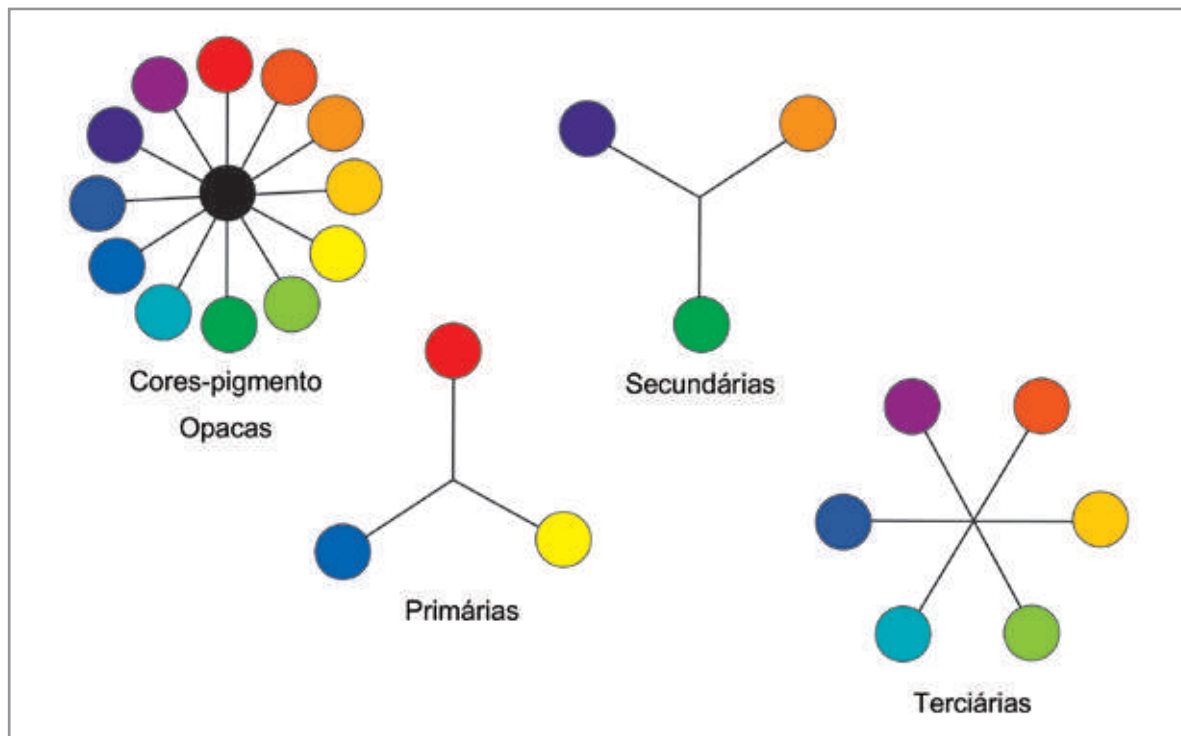 Cores-pigmento
Opacas
Primárias
Secundárias
Terciárias